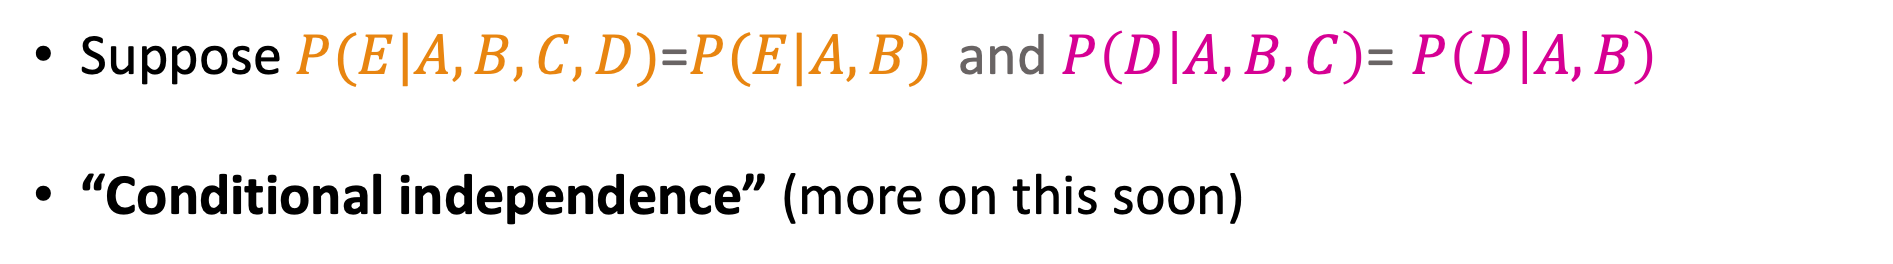 • Suppose P(E|A, B, C, D)=P(E|A, B) and P(D|A, B, C)= P(D|A, B)
• “Conditional independence” (more on this soon)